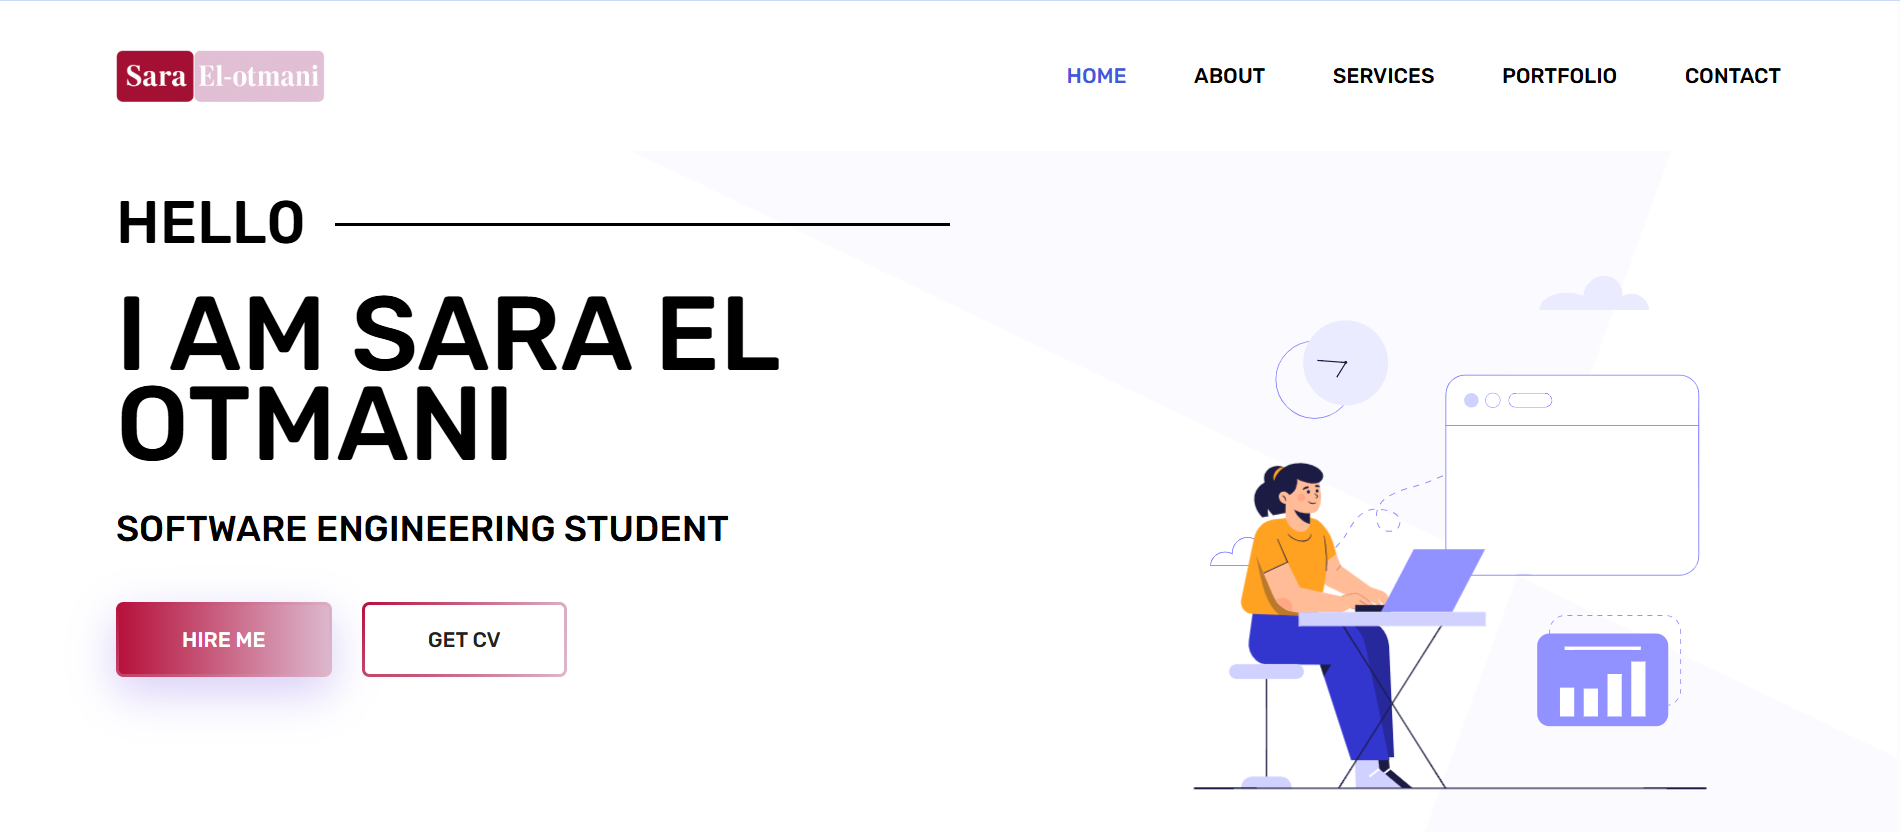 Sara El-otmani
HOME ABOUT SERVICES PORTFOLIO CONTACT
HELLO
I AM SARA EL
OTMANI
SOFTWARE ENGINEERING STUDENT
HIRE ME GET CV